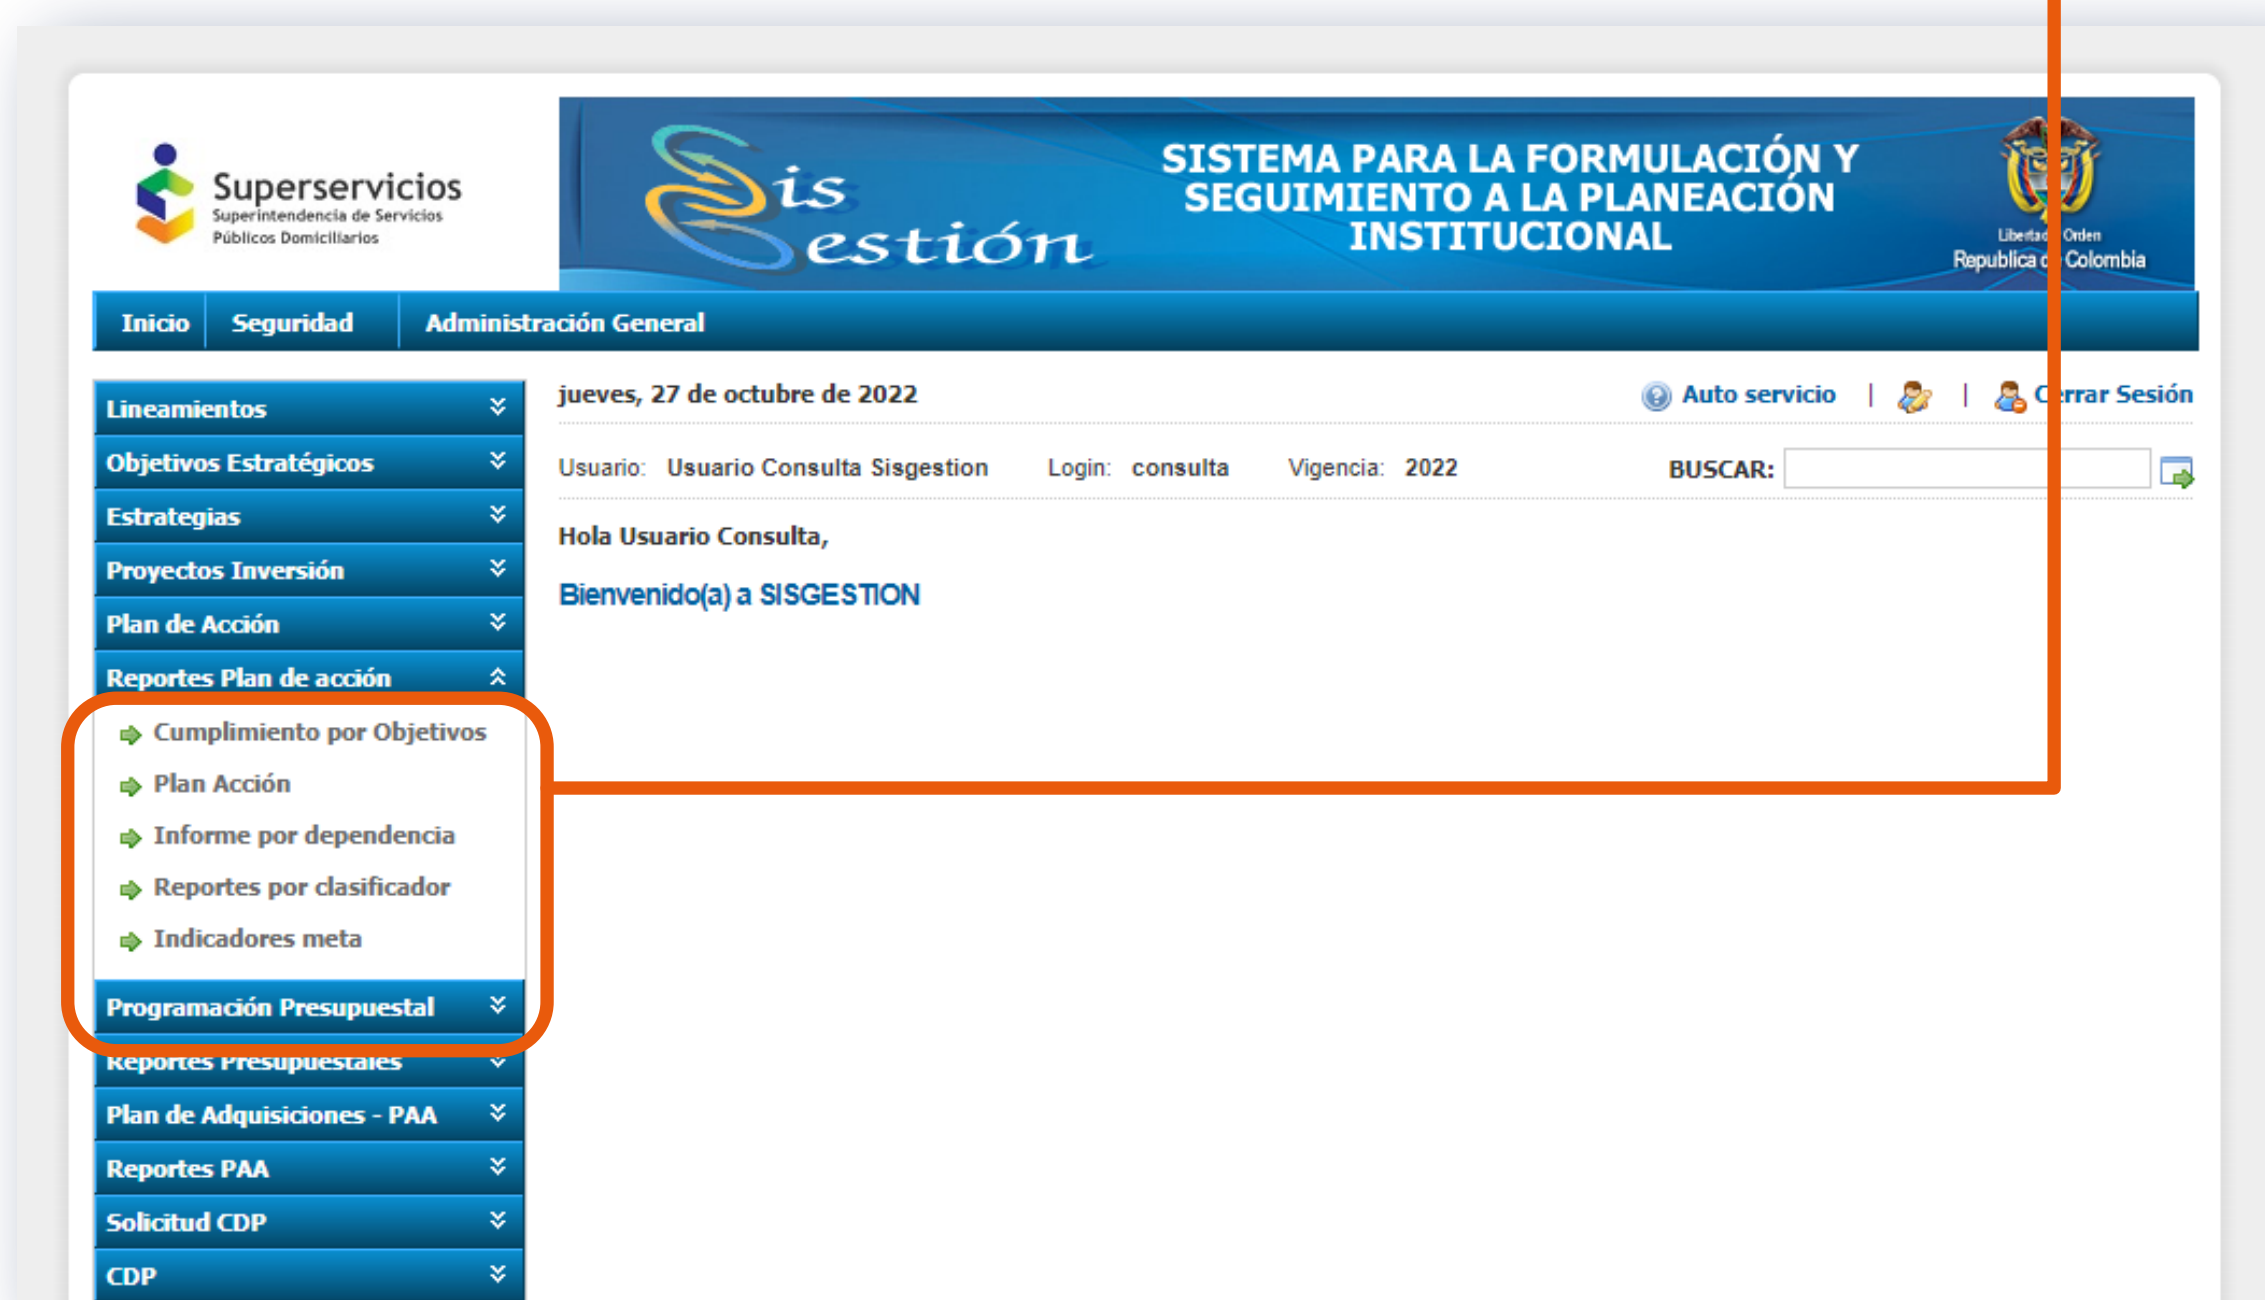 Superservicios
Superintendencia de Servicios
Públicos Domiciliarios
Sis
Gestión
SISTEMA PARA LA FORMULACIÓN Y
SEGUIMIENTO A LA PLANEACIÓN
INSTITUCIONAL
Libertad y Orden
Republica de Colombia
Inicio Seguridad Administración General
jueves, 27 de octubre de 2022 Auto servicio | | Cerrar Sesión
Usuario: Usuario Consulta Sisgestion Login: consulta Vigencia: 2022 BUSCAR:
Hola Usuario Consulta,
Bienvenido(a) a SISGESTION
Lineamientos
Objetivos Estratégicos
Estrategias
Proyectos Inversión
Plan de Acción
Reportes Plan de acción
Cumplimiento por Objetivos
Plan Acción
Informe por dependencia
Reportes por clasificador
Indicadores meta
Programación Presupuestal
Reportes Presupuestales
Plan de Adquisiciones - PAA
Reportes PAA
Solicitud CDP
CDP